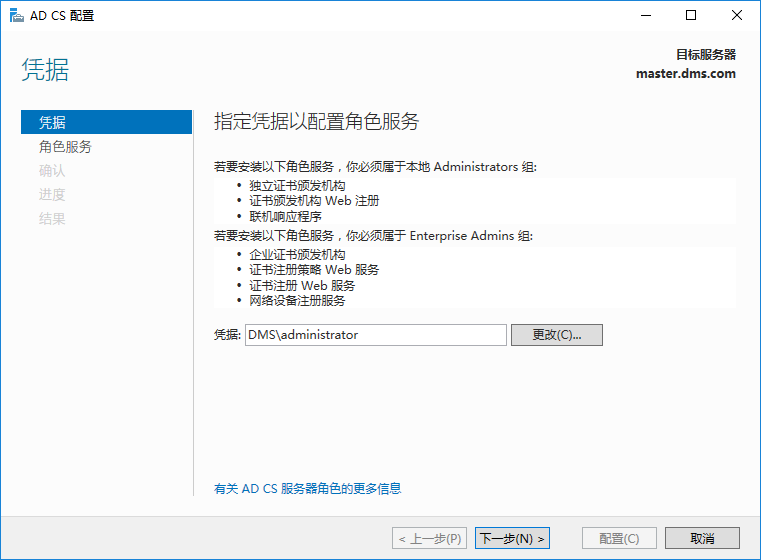 AD CS 配置
目标服务器
master.dms.com
凭据
凭据
角色服务
确认
进度
结果
指定凭据以配置角色服务
若要安装以下角色服务，你必须属于本地 Administrators 组:
• 独立证书颁发机构
• 证书颁发机构 Web 注册
• 联机响应程序
若要安装以下角色服务，你必须属于 Enterprise Admins 组:
• 企业证书颁发机构
• 证书注册策略 Web 服务
• 证书注册 Web 服务
• 网络设备注册服务
凭据: DMS\administrator 更改(C)...
有关 AD CS 服务器角色的更多信息
< 上一步(P) 下一步(N) > 配置(C) 取消